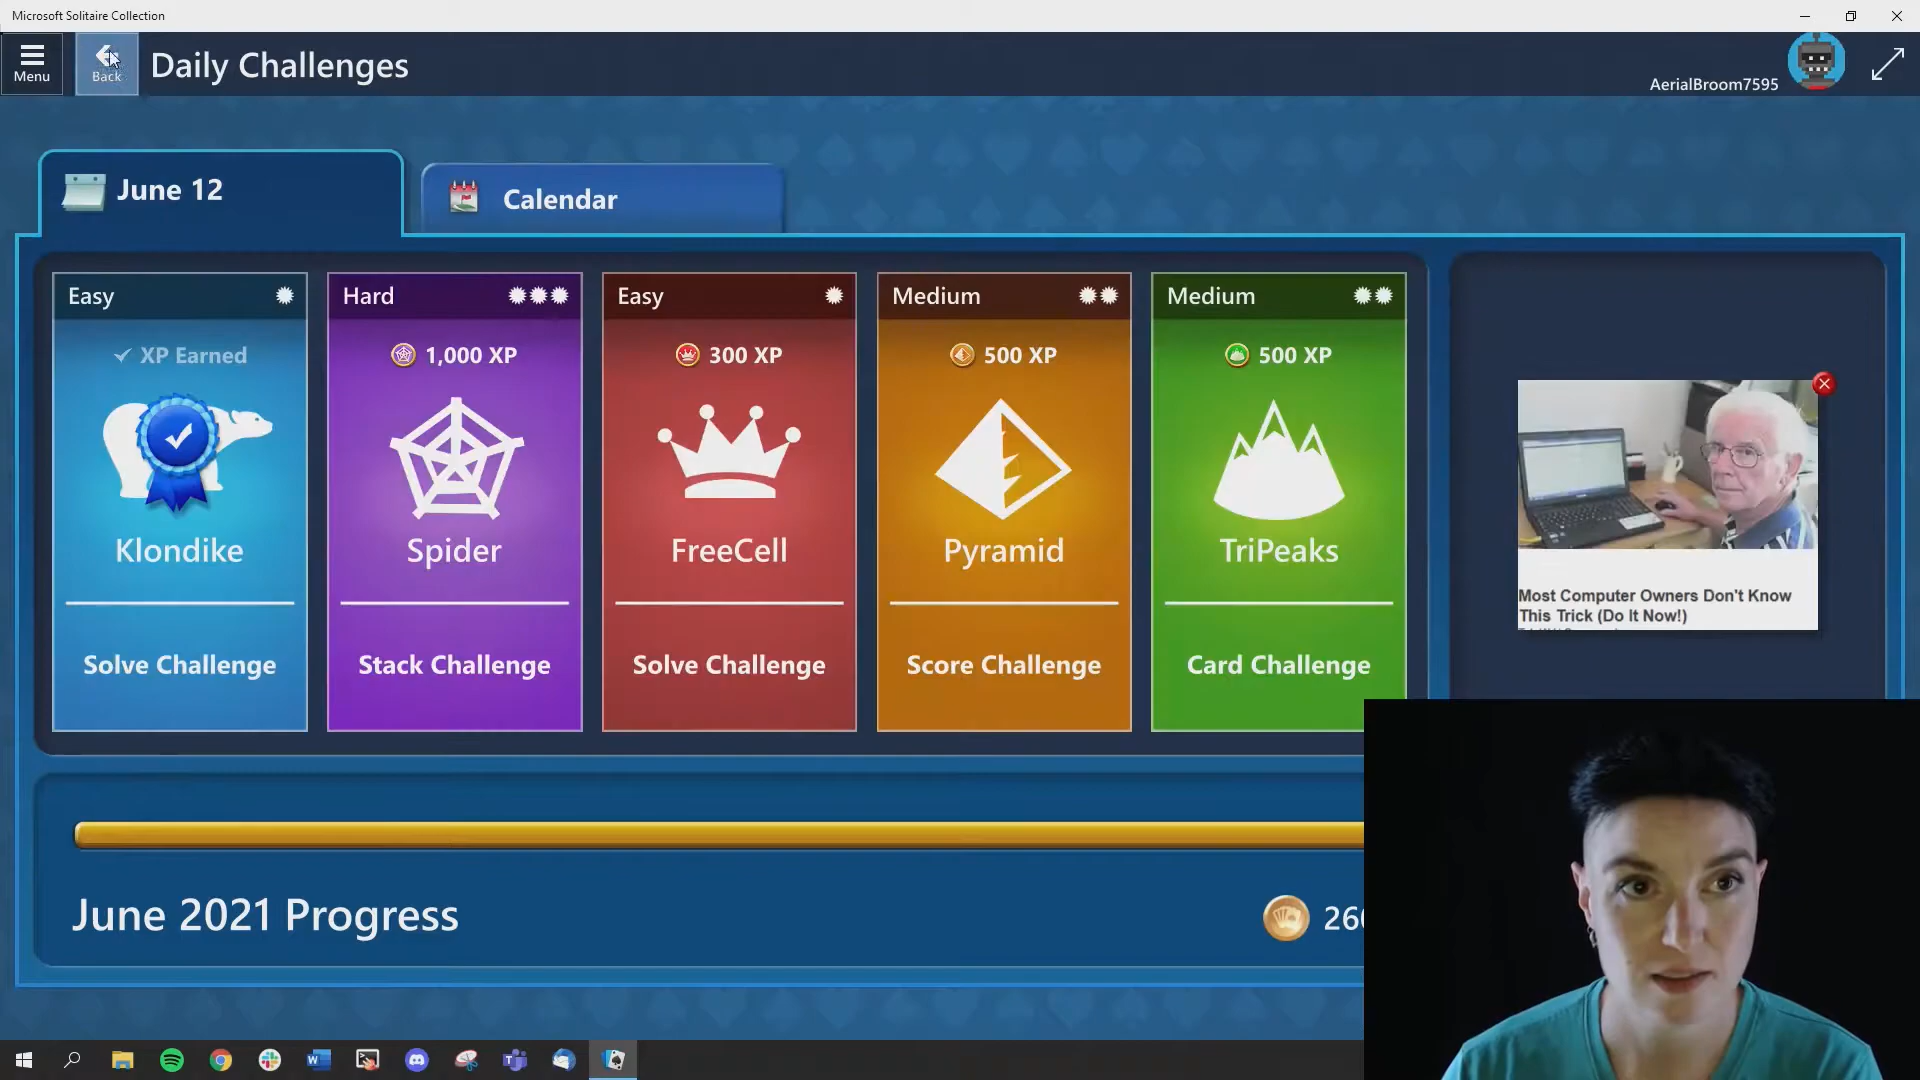 Microsoft Solitaire Collection
Menu
Back
Daily Challenges
AerialBroom7595
June 12
Calendar
Easy
XP Earned
Klondike
Solve Challenge
Hard
1,000 XP
Spider
Stack Challenge
Easy
300 XP
FreeCell
Solve Challenge
Medium
500 XP
Pyramid
Score Challenge
Medium
500 XP
TriPeaks
Card Challenge
Most Computer Owners Don't Know
This Trick (Do It Now!)
June 2021 Progress